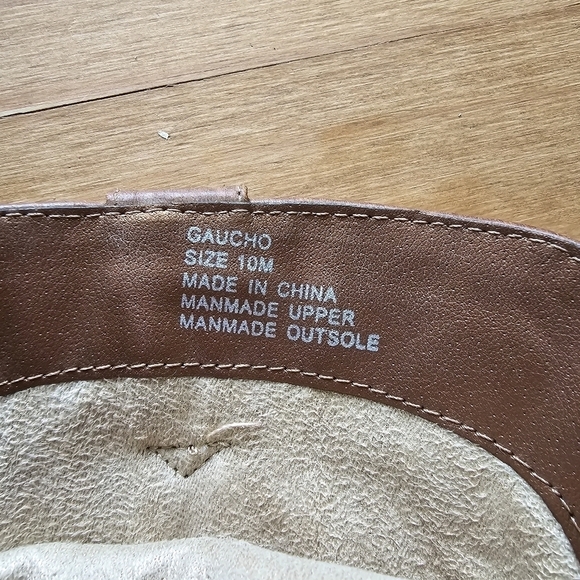 GAUCHO
SIZE 10M
MADE IN CHINA
MANMADE UPPER
MANMADE OUTSOLE